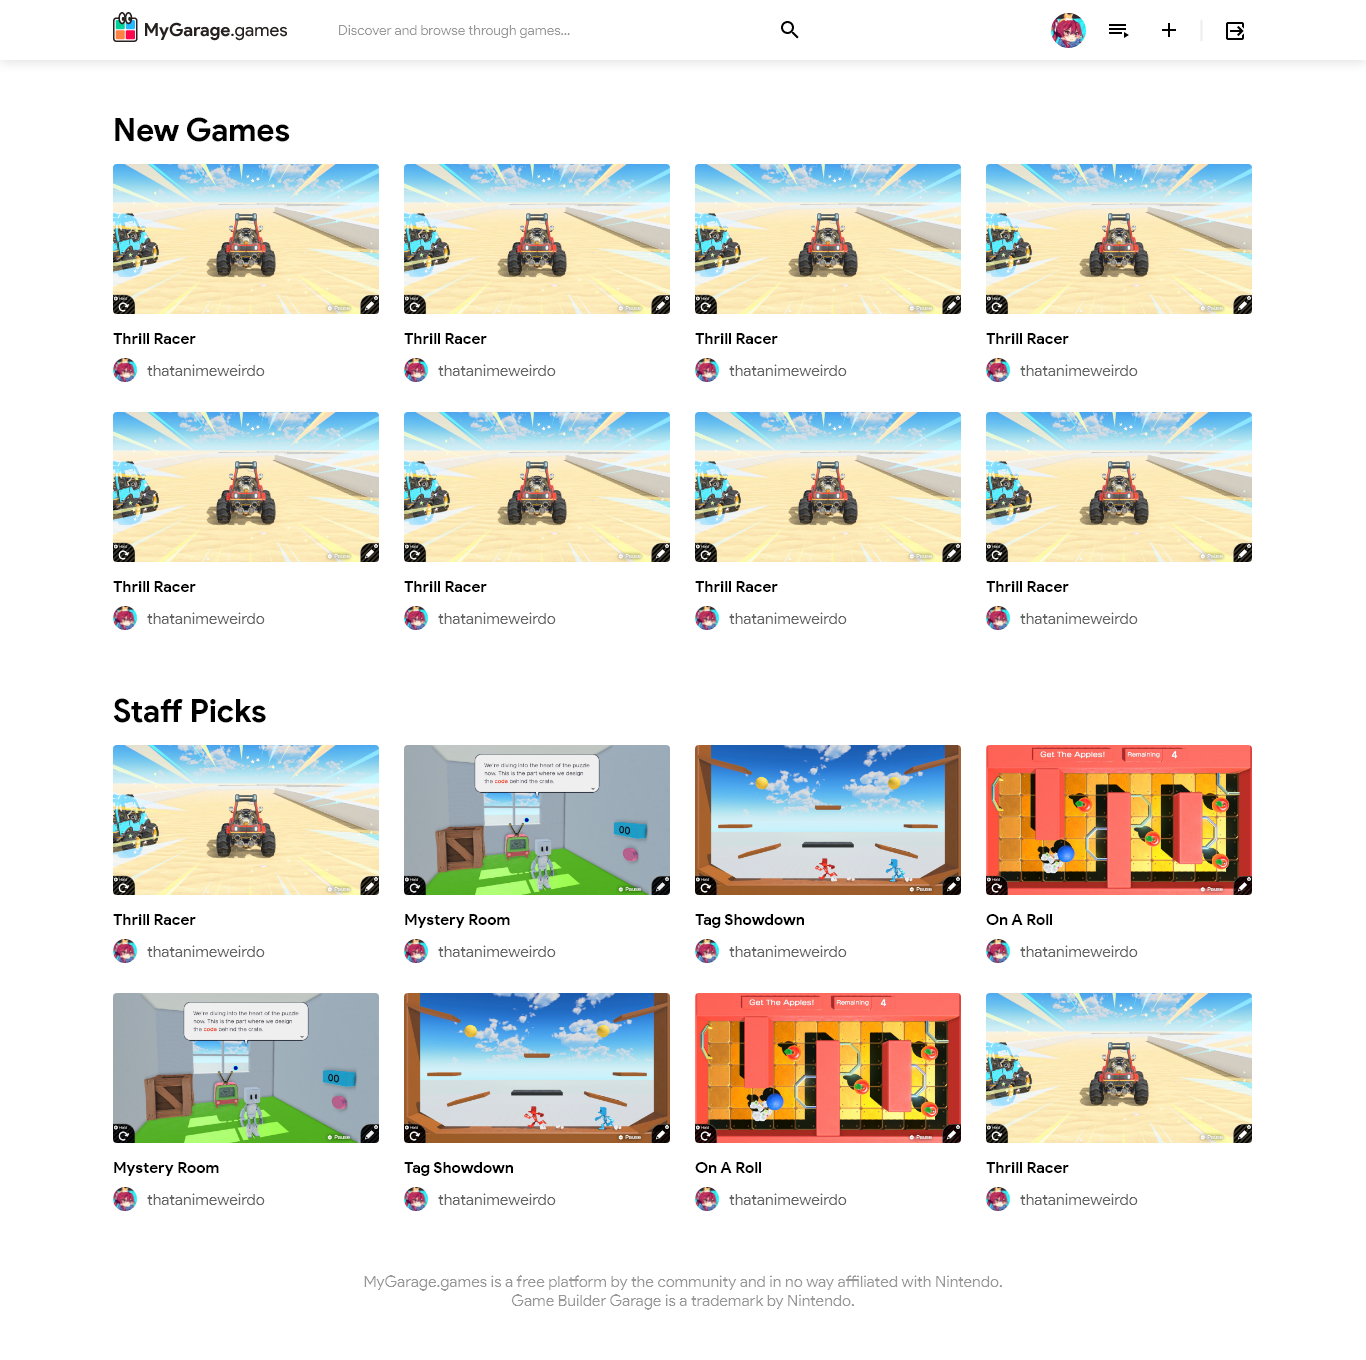 MyGarage.games
Discover and browse through games...
New Games
Thrill Racer
thatanimeweirdo
Thrill Racer
thatanimeweirdo
Thrill Racer
thatanimeweirdo
Thrill Racer
thatanimeweirdo
Thrill Racer
thatanimeweirdo
Thrill Racer
thatanimeweirdo
Thrill Racer
thatanimeweirdo
Thrill Racer
thatanimeweirdo
Staff Picks
Thrill Racer
thatanimeweirdo
We're diving into the heart of the puzzle
now. This is the part where we design
the code behind the crate.
00
Pause
Mystery Room
thatanimeweirdo
Pause
Tag Showdown
thatanimeweirdo
Get The Apples!
Remaining 4
Pause
On A Roll
thatanimeweirdo
We're diving into the heart of the puzzle
now. This is the part where we design
the code behind the crate.
00
Pause
Mystery Room
thatanimeweirdo
Pause
Tag Showdown
thatanimeweirdo
Get The Apples!
Remaining 4
Pause
On A Roll
thatanimeweirdo
Thrill Racer
thatanimeweirdo
MyGarage.games is a free platform by the community and in no way affiliated with Nintendo.
Game Builder Garage is a trademark by Nintendo.